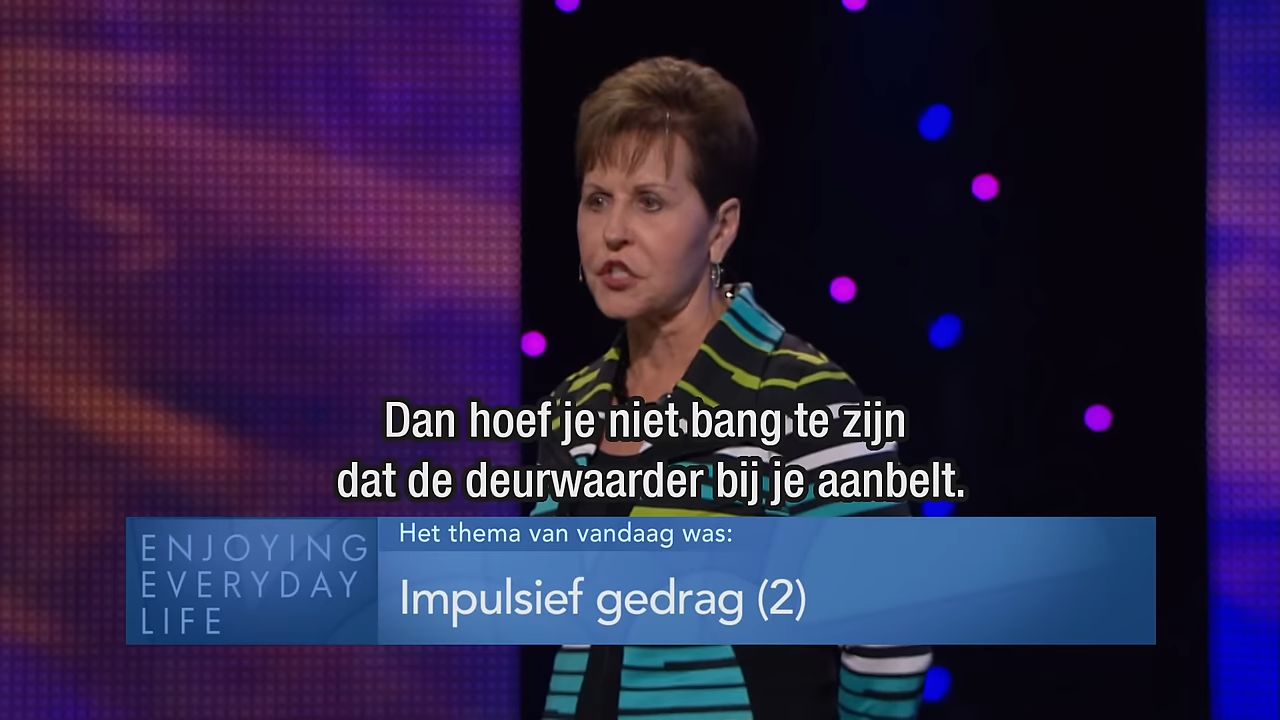 Dan hoef je niet bang te zijn
dat de deurwaarder bij je aanbelt.
ENJOYING
EVERYDAY
LIFE
Het thema van vandaag was:
Impulsief gedrag (2)